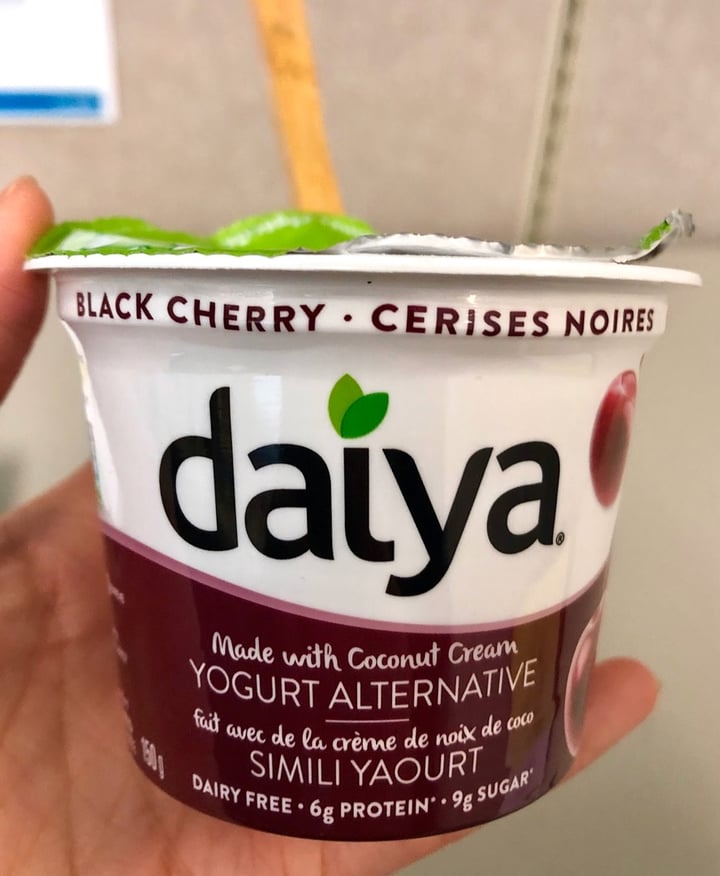 BLACK CHERRY · CERISES NOIRES
daiya®
Made with Coconut Cream
YOGURT ALTERNATIVE
fait avec de la crème de noix de coco
SIMILI YAOURT
DAIRY FREE · 6g PROTEIN** · 9g SUGAR*
150g